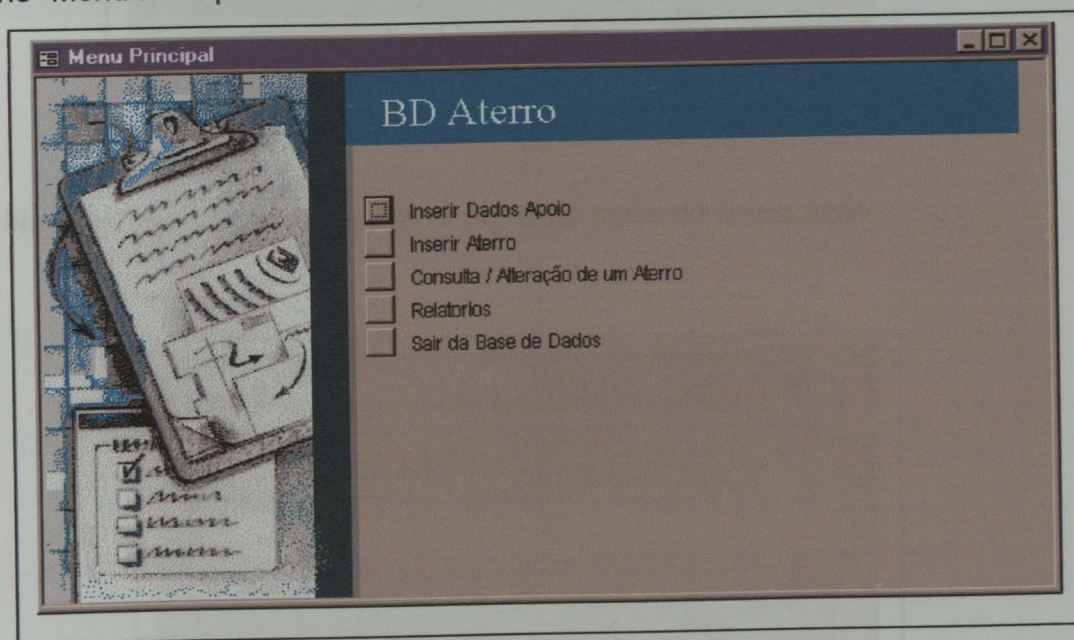 Menu Principal
BD Aterro
Inserir Dados Apoio
Inserir Aterro
Consulta / Alteração de um Aterro
Relatorios
Sair da Base de Dados